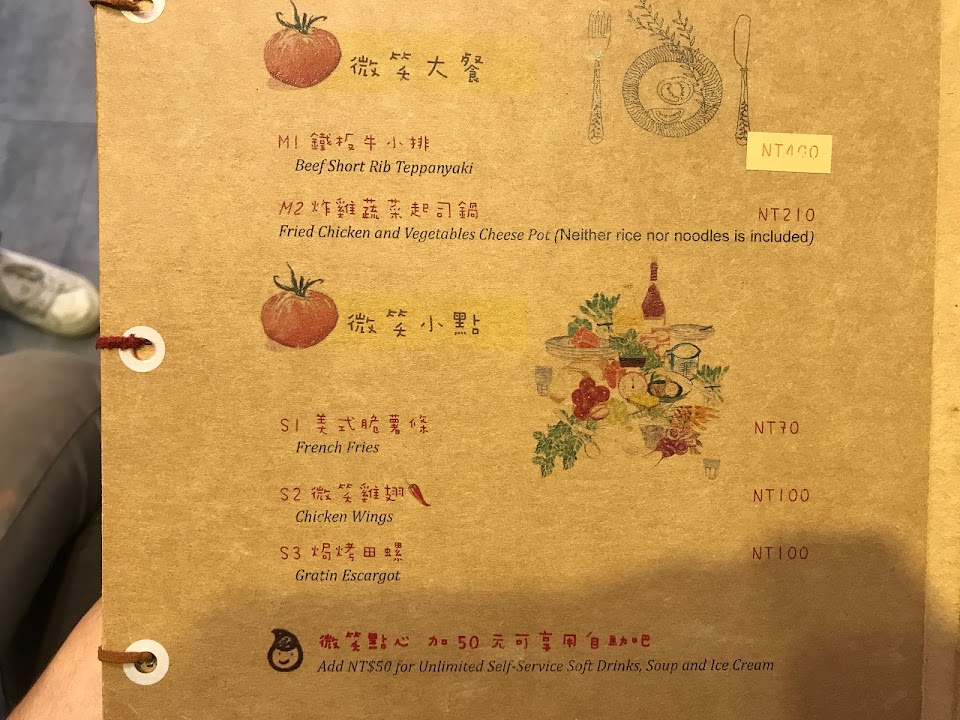 微笑大餐
M1 鐵板牛小排
NT400
Beef Short Rib Teppanyaki
M2 炸雞蔬菜起司鍋
NT210
Fried Chicken and Vegetables Cheese Pot (Neither rice nor noodles is included)
微笑小點
S1 美式脆薯條
NT70
French Fries
S2 微笑雞翅
NT100
Chicken Wings
S3 焗烤田螺
NT100
Gratin Escargot
微笑點心 加50元可享用自助吧
Add NT$50 for Unlimited Self-Service Soft Drinks, Soup and Ice Cream